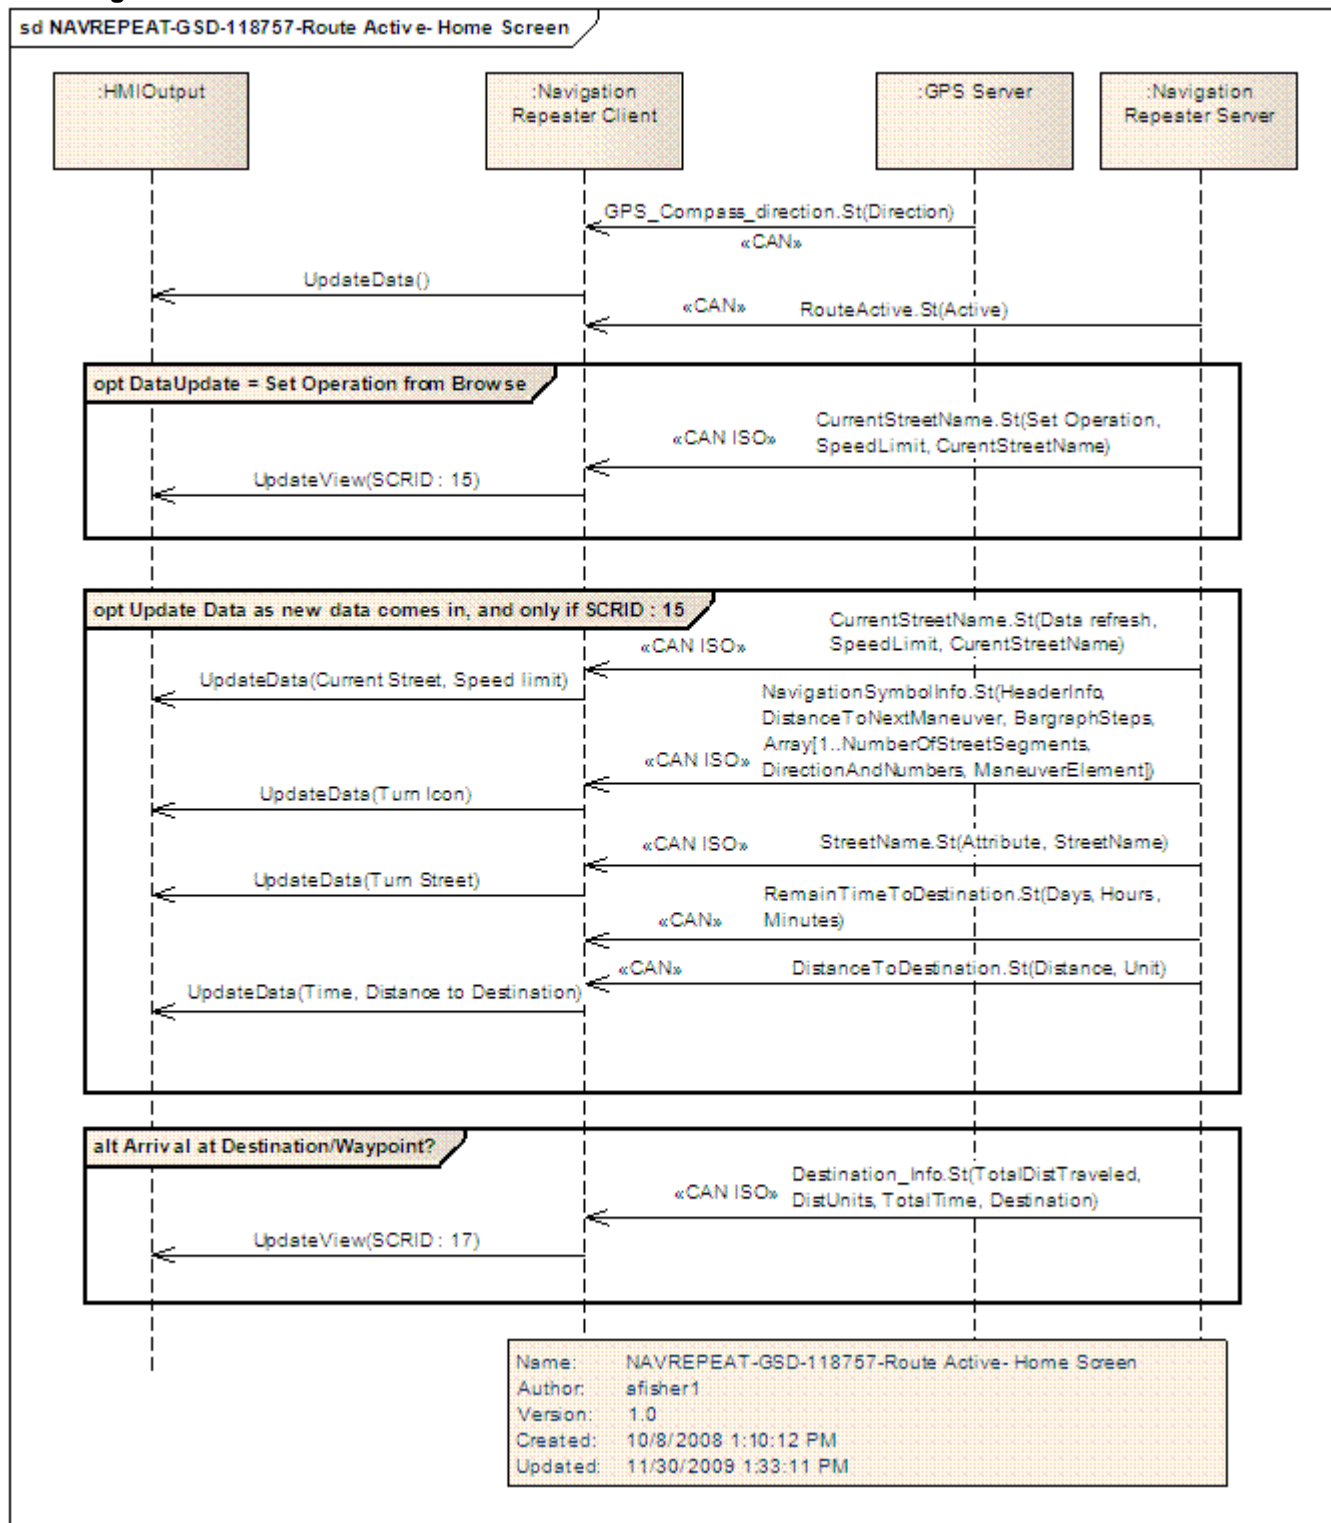 sd NAVREPEAT-GSD-118757-Route Active- Home Screen
:HMIOutput
:Navigation
Repeater Client
:GPS Server
:Navigation
Repeater Server
GPS_Compass_direction.St(Direction)
«CAN»
UpdateData()
«CAN»
RouteActive.St(Active)
opt DataUpdate = Set Operation from Browse
«CAN ISO»
CurrentStreetName.St(Set Operation,
SpeedLimit, CurentStreetName)
UpdateView(SCRID : 15)
opt Update Data as new data comes in, and only if SCRID : 15
«CAN ISO»
CurrentStreetName.St(Data refresh,
SpeedLimit, CurentStreetName)
UpdateData(Current Street, Speed limit)
«CAN ISO»
NavigationSymbolInfo.St(HeaderInfo,
DistanceToNextManeuver, BargraphSteps,
Array[1..NumberOfStreetSegments,
DirectionAndNumbers, ManeuverElement])
UpdateData(Turn Icon)
«CAN ISO»
StreetName.St(Attribute, StreetName)
UpdateData(Turn Street)
«CAN»
RemainTimeToDestination.St(Days, Hours,
Minutes)
«CAN»
DistanceToDestination.St(Distance, Unit)
UpdateData(Time, Distance to Destination)
alt Arrival at Destination/Waypoint?
«CAN ISO»
Destination_Info.St(TotalDistTraveled,
DistUnits, TotalTime, Destination)
UpdateView(SCRID : 17)
Name: NAVREPEAT-GSD-118757-Route Active- Home Screen
Author: afisher1
Version: 1.0
Created: 10/8/2008 1:10:12 PM
Updated: 11/30/2009 1:33:11 PM